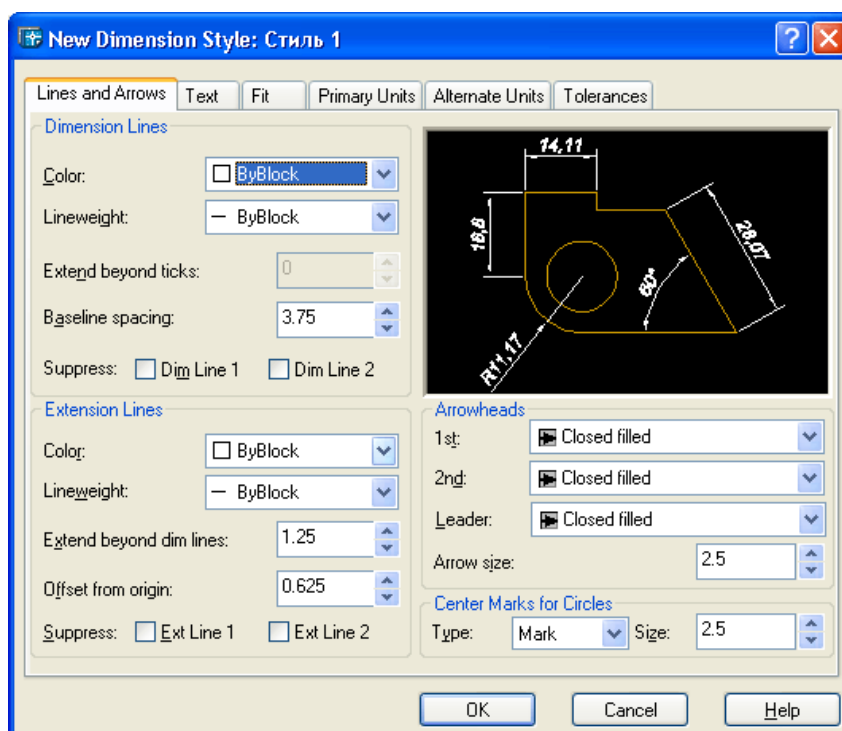 New Dimension Style: Стиль 1
Lines and Arrows Text Fit Primary Units Alternate Units Tolerances
Dimension Lines
Color: ByBlock
Lineweight: ByBlock
Extend beyond ticks: 0
Baseline spacing: 3.75
Suppress: Dim Line 1 Dim Line 2
14,11
16,6
28,07
60°
R11,17
Extension Lines
Color: ByBlock
Lineweight: ByBlock
Extend beyond dim lines: 1.25
Offset from origin: 0.625
Suppress: Ext Line 1 Ext Line 2
Arrowheads
1st: Closed filled
2nd: Closed filled
Leader: Closed filled
Arrow size: 2.5
Center Marks for Circles
Type: Mark Size: 2.5
OK Cancel Help